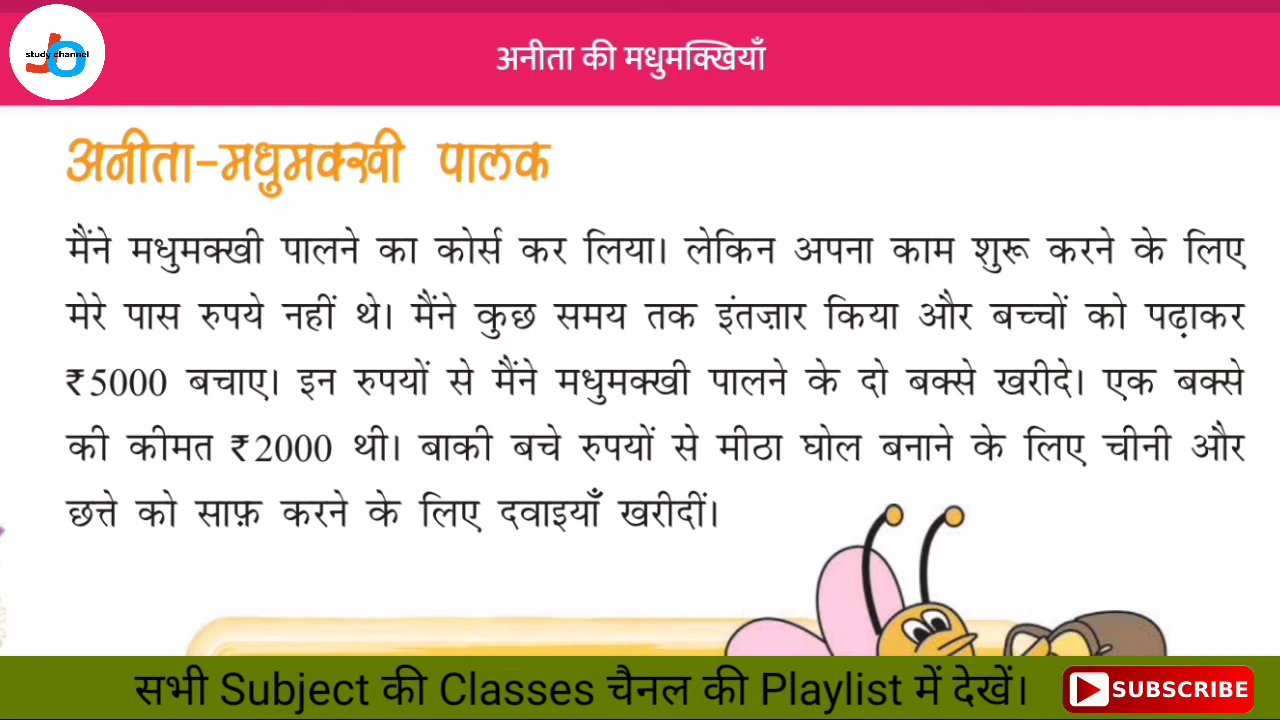 study channel
JO
अनीता की मधुमक्खियाँ
अनीता-मधुमक्खी पालक
मैंने मधुमक्खी पालने का कोर्स कर लिया। लेकिन अपना काम शुरू करने के लिए
मेरे पास रुपये नहीं थे। मैंने कुछ समय तक इंतज़ार किया और बच्चों को पढ़ाकर
₹5000 बचाए। इन रुपयों से मैंने मधुमक्खी पालने के दो बक्से खरीदे। एक बक्से
की कीमत ₹2000 थी। बाकी बचे रुपयों से मीठा घोल बनाने के लिए चीनी और
छत्ते को साफ़ करने के लिए दवाइयाँ खरीदीं।
सभी Subject की Classes चैनल की Playlist में देखें।
SUBSCRIBE